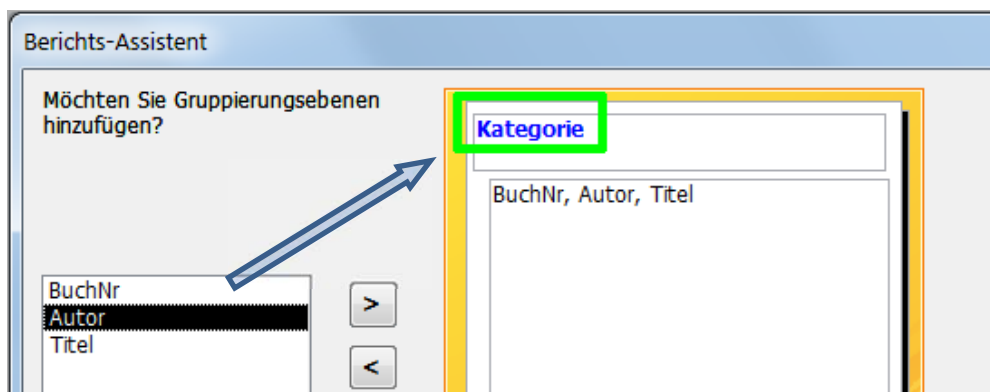 Berichts-Assistent
Möchten Sie Gruppierungsebenen
hinzufügen?
Kategorie
BuchNr, Autor, Titel
BuchNr
Autor
Titel
>
<